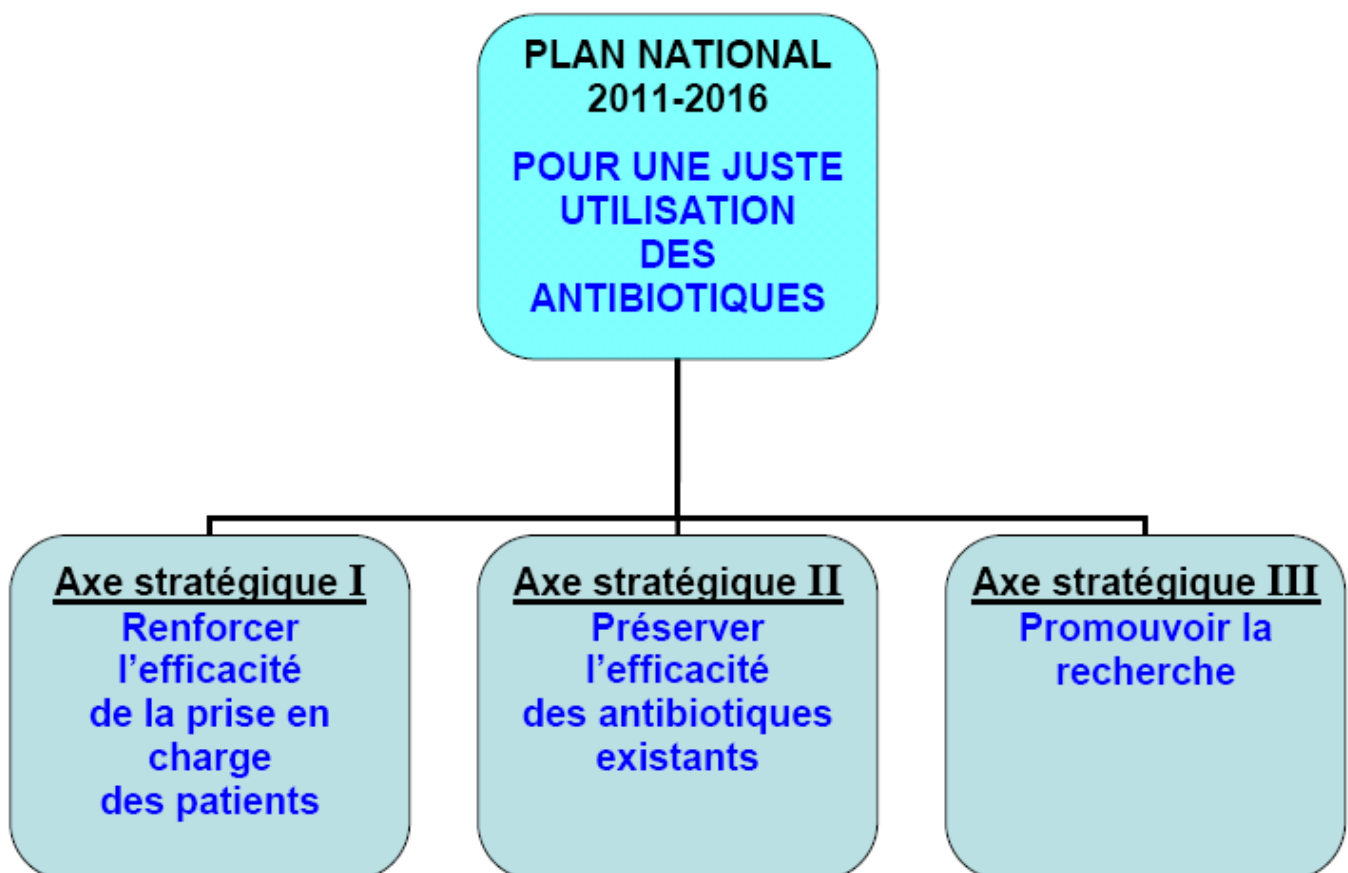 PLAN NATIONAL
2011-2016
POUR UNE JUSTE
UTILISATION
DES
ANTIBIOTIQUES
Axe stratégique I
Renforcer
l’efficacité
de la prise en
charge
des patients
Axe stratégique II
Préserver
l’efficacité
des antibiotiques
existants
Axe stratégique III
Promouvoir la
recherche